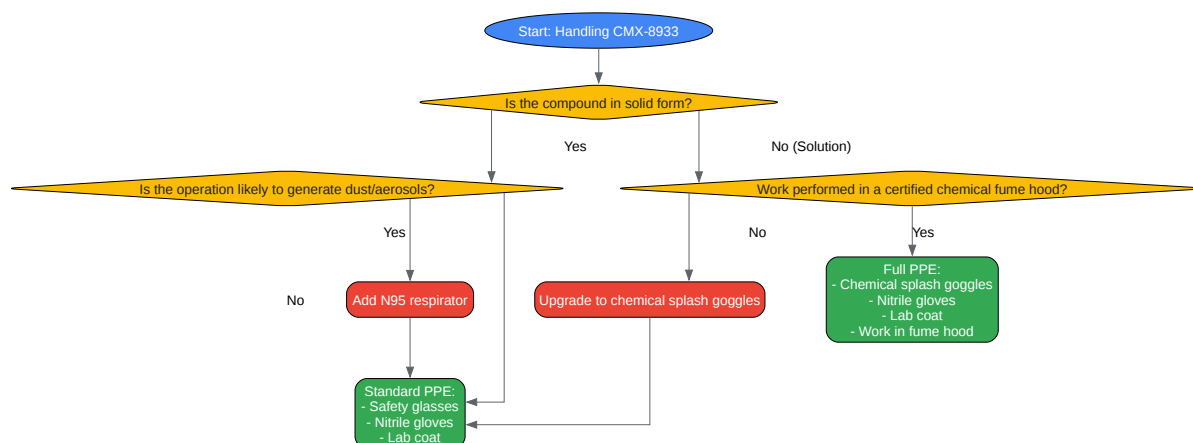 Start: Handling CMX-8933
Is the compound in solid form?
Yes
No (Solution)
Is the operation likely to generate dust/aerosols?
Work performed in a certified chemical fume hood?
Yes
No
Yes
Full PPE:
- Chemical splash goggles
- Nitrile gloves
- Lab coat
- Work in fume hood
No
Add N95 respirator
Upgrade to chemical splash goggles
Standard PPE:
- Safety glasses
- Nitrile gloves
- Lab coat